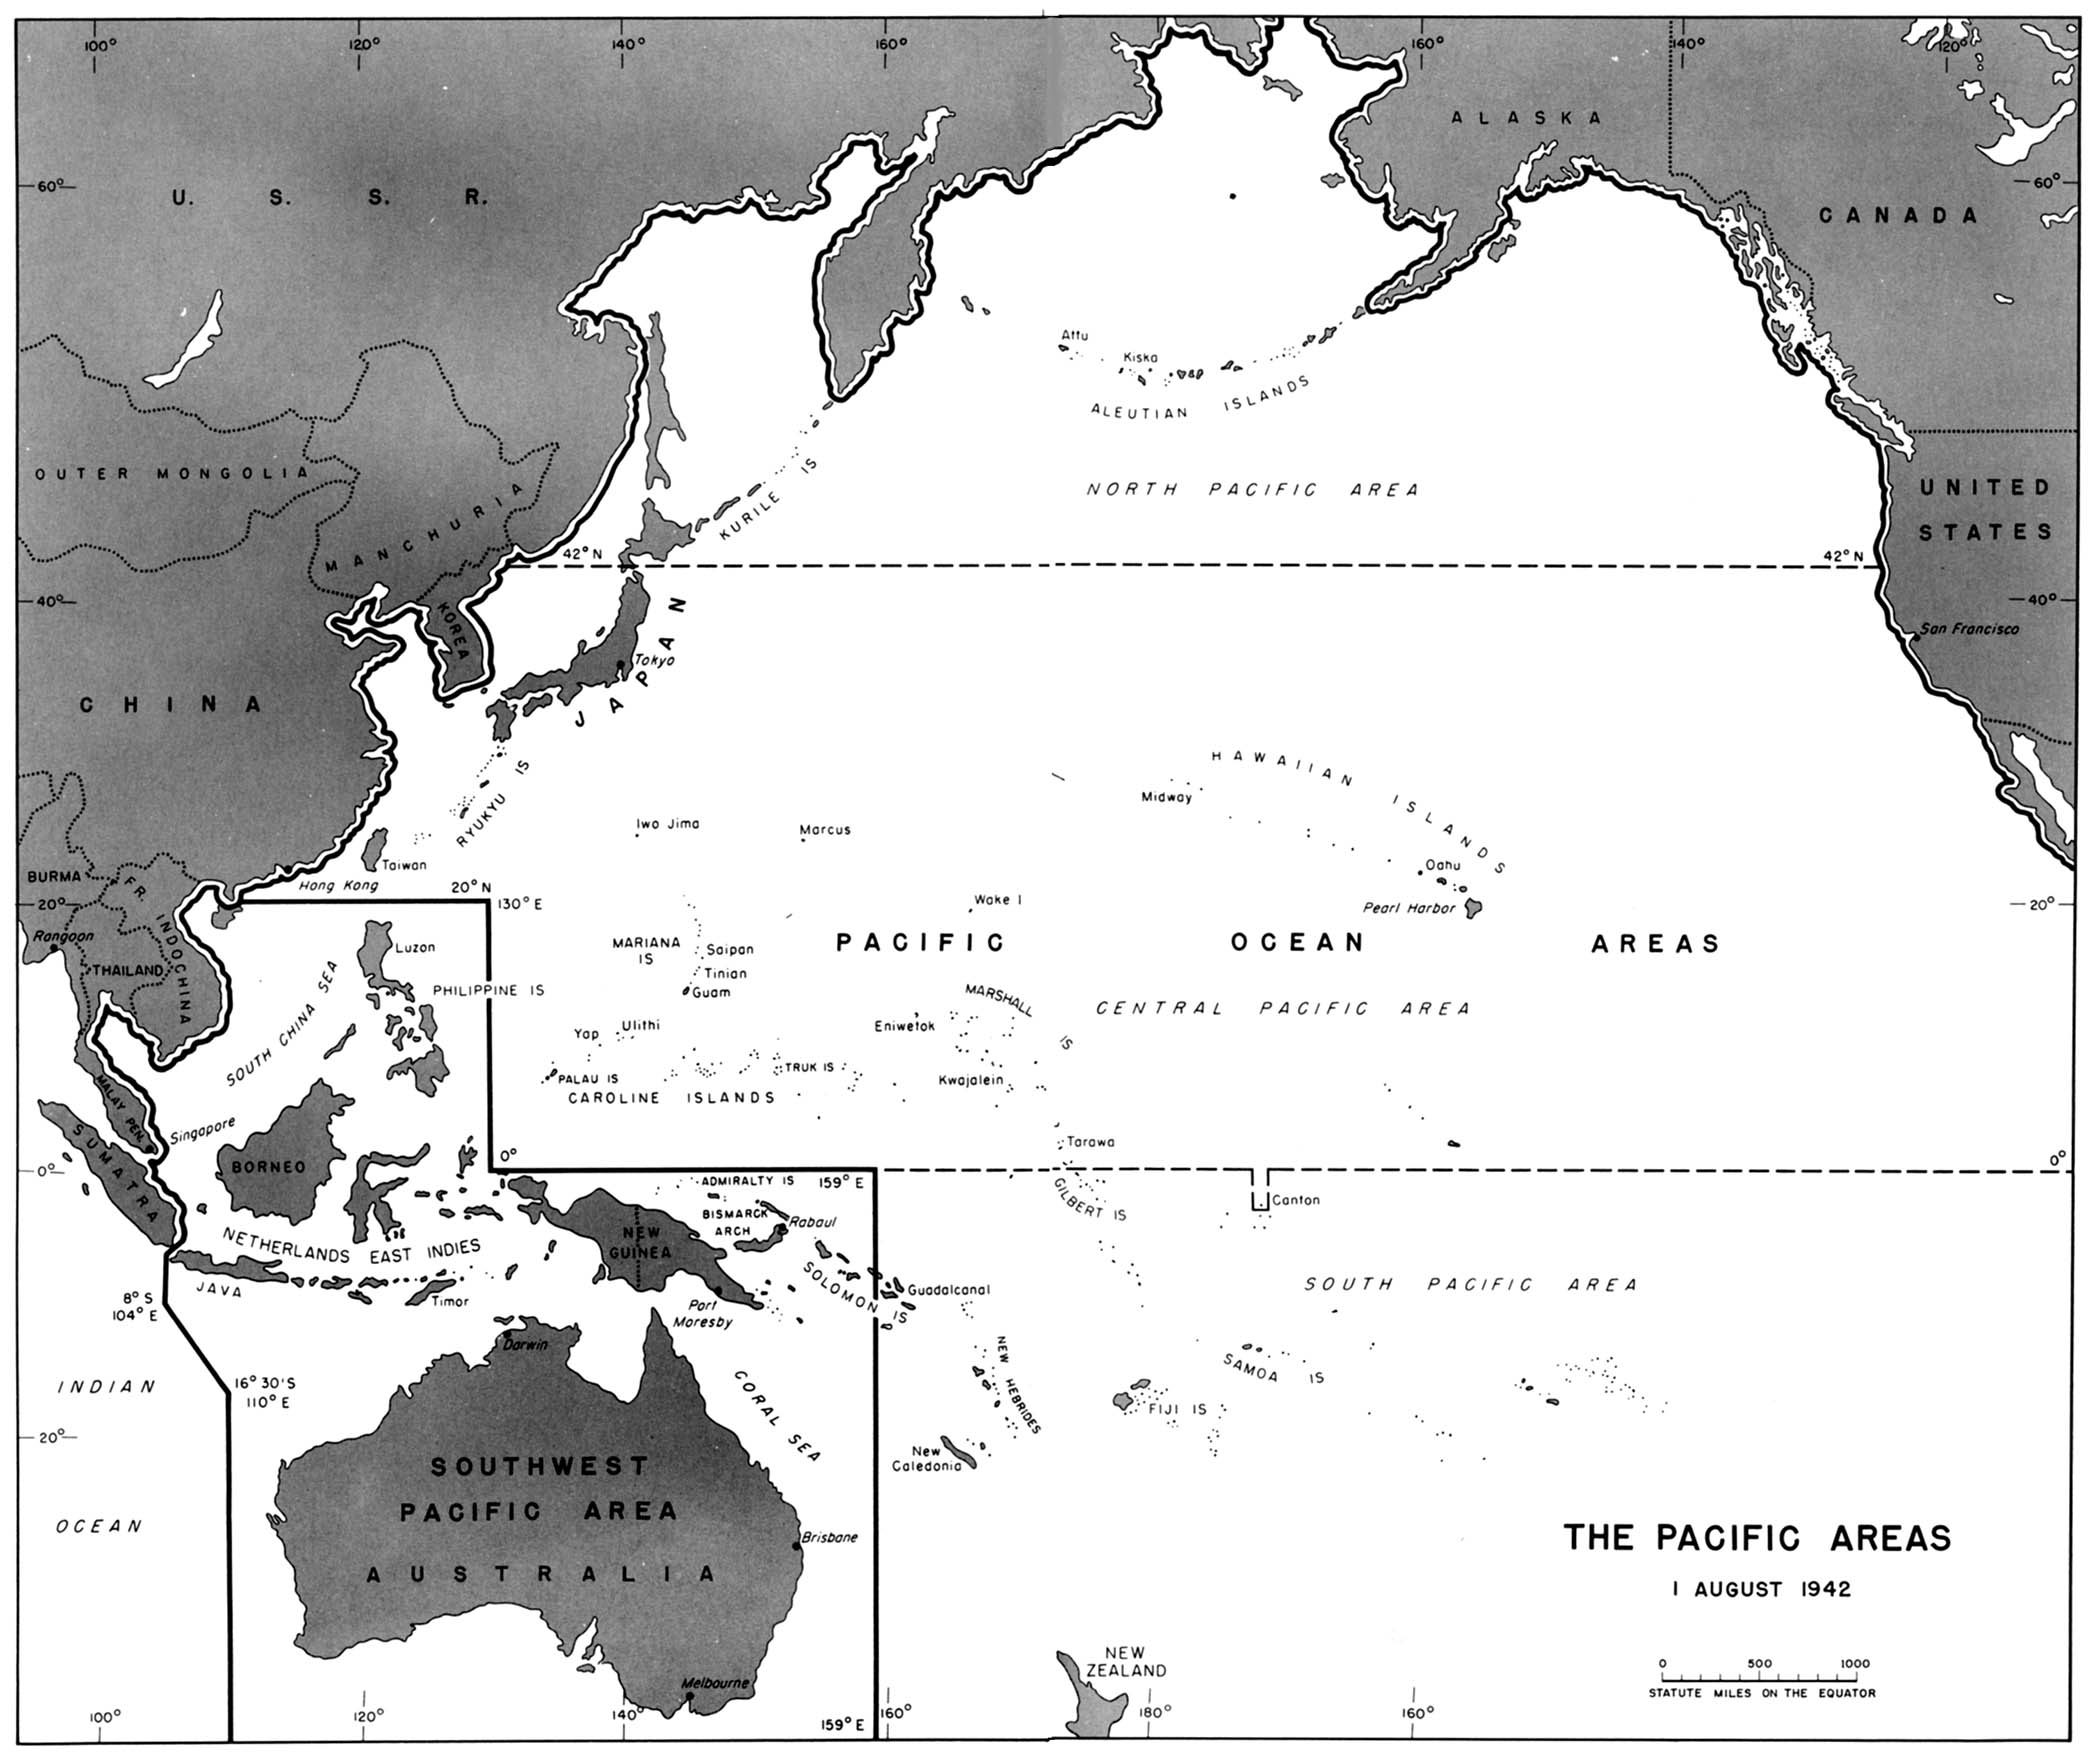 100°
120°
140°
160°
160°
140°
120°
ALASKA
60°
U. S. S. R.
60°
CANADA
Attu
Kiska
ALEUTIAN ISLANDS
OUTER MONGOLIA
MANCHURIA
KURILE IS
NORTH PACIFIC AREA
UNITED
STATES
42° N
42° N
40°
40°
KOREA
San Francisco
Tokyo
JAPAN
CHINA
RYUKYU IS
HAWAIIAN ISLANDS
Midway
Iwo Jima
Marcus
Taiwan
Oahu
BURMA
FR. INDOCHINA
Hong Kong
20° N
130° E
20°
Wake I
Pearl Harbor
20°
Rangoon
Luzon
MARIANA
IS
Saipan
PACIFIC OCEAN AREAS
THAILAND
Tinian
SOUTH CHINA SEA
PHILIPPINE IS
Guam
MARSHALL IS
CENTRAL PACIFIC AREA
Yap
Ulithi
Eniwetok
MALAY PEN.
PALAU IS
TRUK IS
Kwajalein
CAROLINE ISLANDS
SUMATRA
Singapore
Tarawa
0°
BORNEO
0°
0°
ADMIRALTY IS
159° E
GILBERT IS
Canton
BISMARCK
ARCH
Rabaul
NETHERLANDS EAST INDIES
NEW
GUINEA
SOLOMON IS
Guadalcanal
SOUTH PACIFIC AREA
JAVA
Timor
8° S
104° E
Port
Moresby
Darwin
INDIAN
OCEAN
16° 30'S
110° E
CORAL SEA
NEW HEBRIDES
SAMOA IS
FIJI IS
20°
New
Caledonia
SOUTHWEST
PACIFIC AREA
Brisbane
AUSTRALIA
THE PACIFIC AREAS
1 AUGUST 1942
NEW
ZEALAND
0 500 1000
STATUTE MILES ON THE EQUATOR
Melbourne
100°
120°
140°
159° E
160°
180°
160°